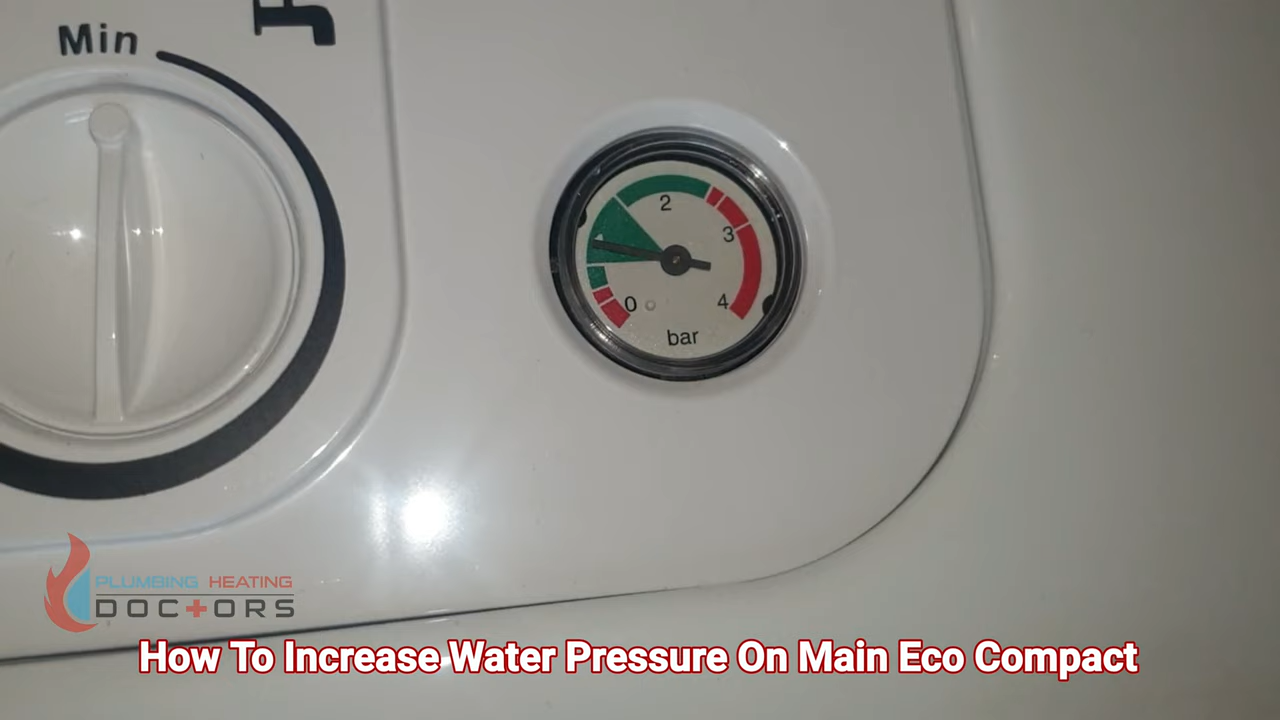 Min
2
3
0
4
bar
PLUMBING HEATING
DOCTORS
How To Increase Water Pressure On Main Eco Compact